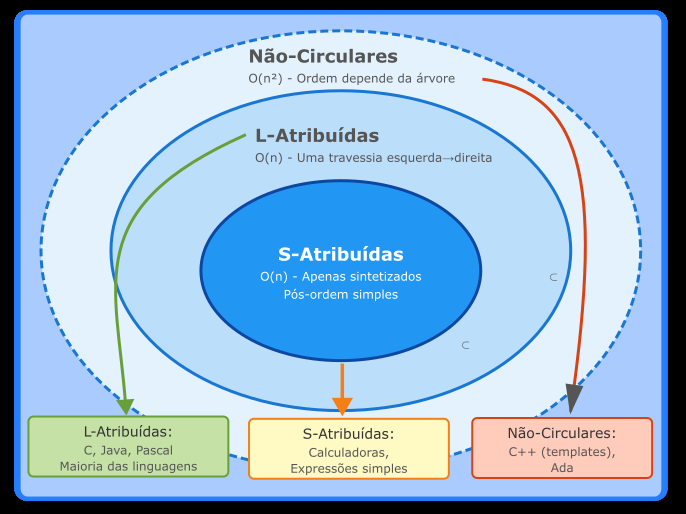 Não-Circulares
O(n²) - Ordem depende da árvore
L-Atribuídas
O(n) - Uma travessia esquerda→direita
S-Atribuídas
O(n) - Apenas sintetizados
Pós-ordem simples
⊂
⊂
L-Atribuídas:
C, Java, Pascal
Maioria das linguagens
S-Atribuídas:
Calculadoras,
Expressões simples
Não-Circulares:
C++ (templates),
Ada